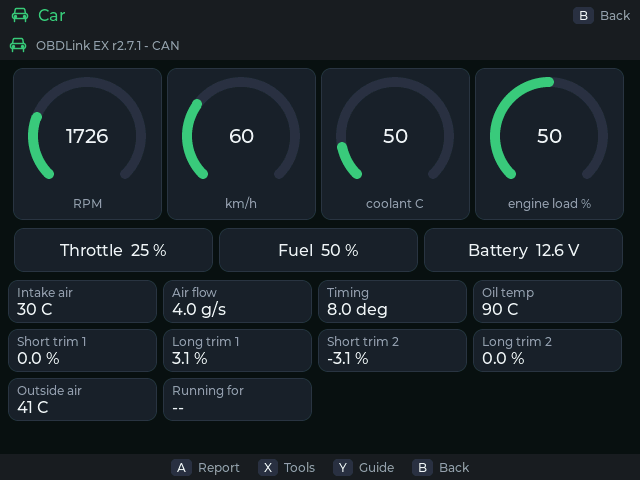 Car
B Back
OBDLink EX r2.7.1 - CAN
1726 60 50 50
RPM km/h coolant C engine load %
Throttle 25 % Fuel 50 % Battery 12.6 V
Intake air Air flow Timing Oil temp
30 C 4.0 g/s 8.0 deg 90 C
Short trim 1 Long trim 1 Short trim 2 Long trim 2
0.0 % 3.1 % -3.1 % 0.0 %
Outside air Running for
41 C --
A Report X Tools Y Guide B Back